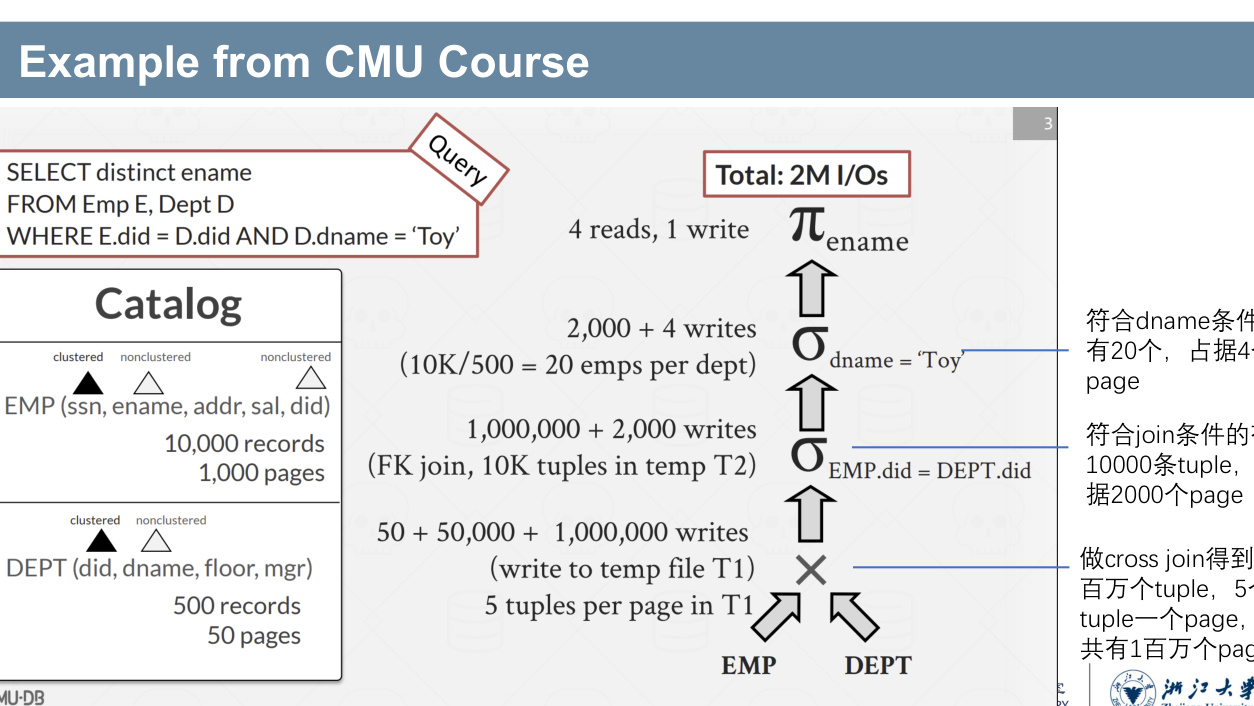 Example from CMU Course
3
Query
SELECT distinct ename
FROM Emp E, Dept D
WHERE E.did = D.did AND D.dname = ‘Toy’
Catalog
clustered nonclustered nonclustered
EMP (ssn, ename, addr, sal, did)
10,000 records
1,000 pages
clustered nonclustered
DEPT (did, dname, floor, mgr)
500 records
50 pages
Total: 2M I/Os
4 reads, 1 write
π ename
2,000 + 4 writes
(10K/500 = 20 emps per dept)
σ dname = ‘Toy’
1,000,000 + 2,000 writes
(FK join, 10K tuples in temp T2)
σ EMP.did = DEPT.did
50 + 50,000 + 1,000,000 writes
(write to temp file T1)
5 tuples per page in T1
×
EMP DEPT
符合dname条件
有20个，占据4
page
符合join条件的
10000条tuple，
据2000个page
做cross join得到
百万个tuple，5
tuple一个page，
共有1百万个pag
MU·DB
浙江大学